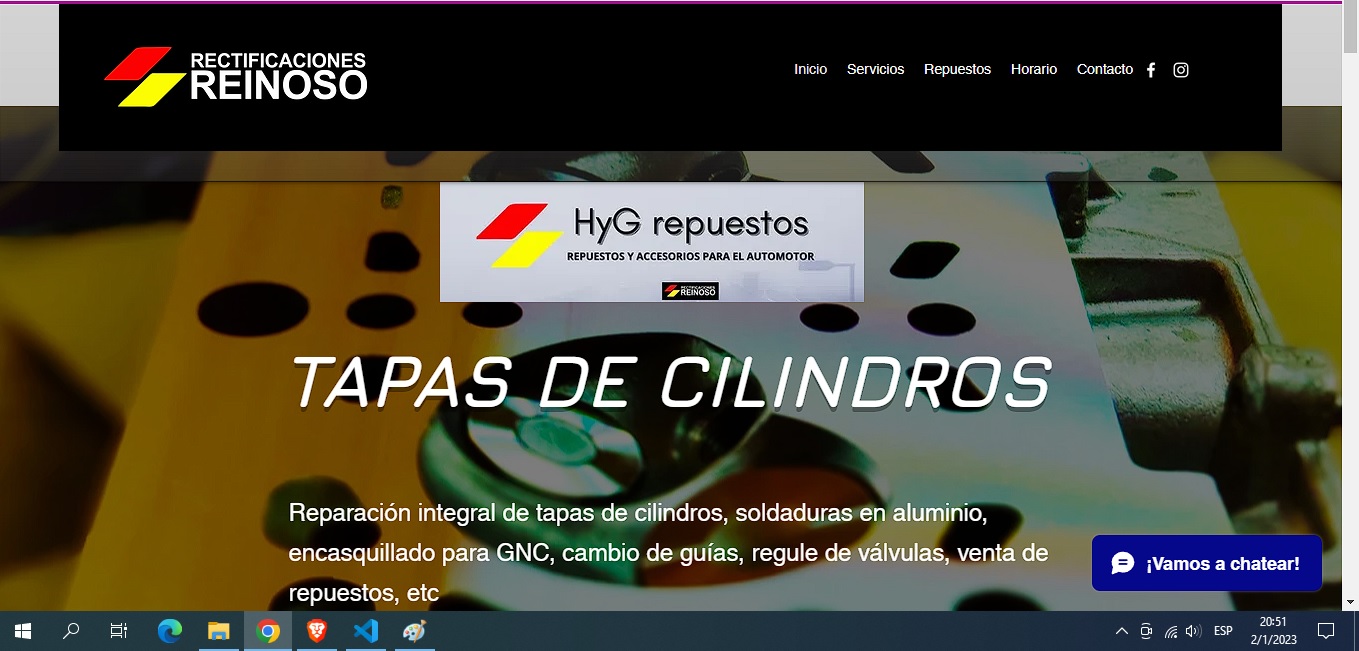 RECTIFICACIONES
REINOSO
Inicio Servicios Repuestos Horario Contacto
HyG repuestos
REPUESTOS Y ACCESORIOS PARA EL AUTOMOTOR
RECTIFICACIONES
REINOSO
TAPAS DE CILINDROS
Reparación integral de tapas de cilindros, soldaduras en aluminio,
encasquillado para GNC, cambio de guías, regule de válvulas, venta de
repuestos, etc
¡Vamos a chatear!
ESP
20:51
2/1/2023